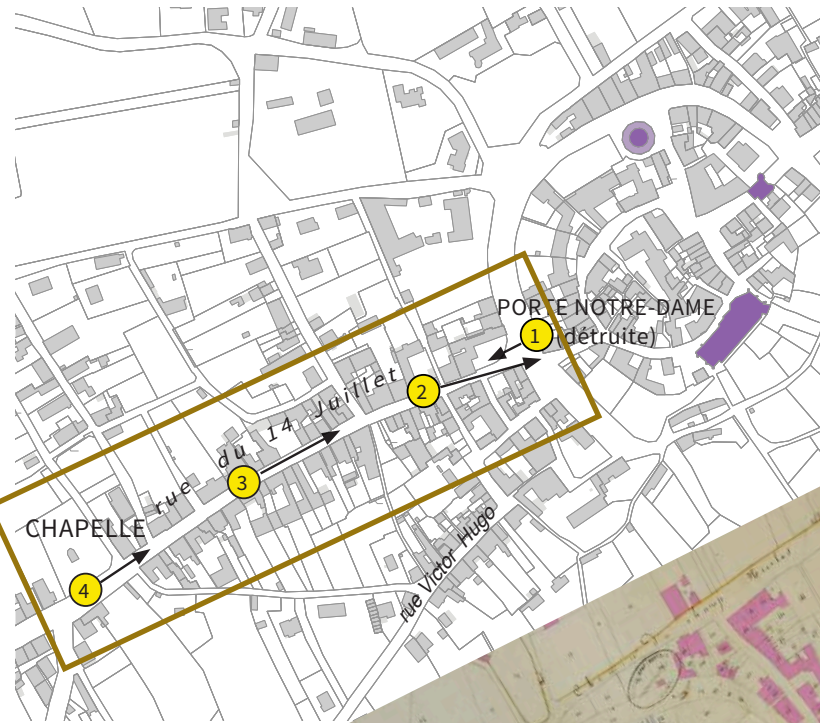 PORTE NOTRE-DAME
1 (détruite)
2
rue du 14 Juillet
3
CHAPELLE
4
rue Victor Hugo